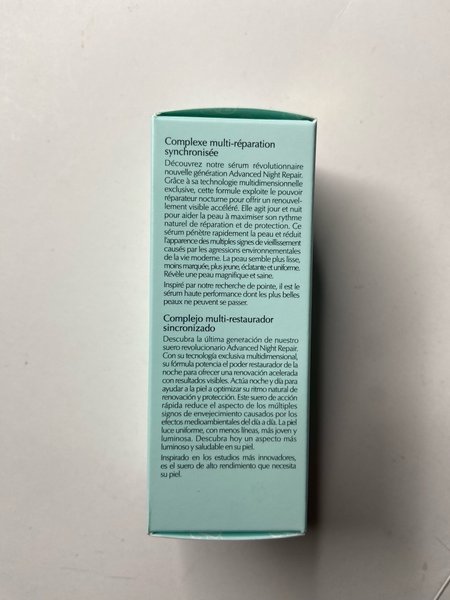 Complexe multi-réparation
synchronisée
Découvrez notre sérum révolutionnaire
nouvelle génération Advanced Night Repair.
Grâce à sa technologie multidimensionnelle
exclusive, cette formule exploite le pouvoir
réparateur nocturne pour offrir un renouvel-
lement visible accéléré. Elle agit jour et nuit
pour aider la peau à maximiser son rythme
naturel de réparation et de protection. Ce
sérum pénètre rapidement la peau et réduit
l'apparence des multiples signes de vieillissement
causés par les agressions environnementales
de la vie moderne. La peau semble plus lisse,
moins marquée, plus jeune, éclatante et uniforme.
Révèle une peau magnifique et saine.
Inspiré par notre recherche de pointe, il est le
sérum haute performance dont les plus belles
peaux ne peuvent se passer.
Complejo multi-restaurador
sincronizado
Descubra la última generación de nuestro
suero revolucionario Advanced Night Repair.
Con su tecnología exclusiva multidimensional,
su fórmula potencia el poder restaurador de la
noche para ofrecer una renovación acelerada
con resultados visibles. Actúa noche y día para
ayudar a la piel a optimizar su ritmo natural de
renovación y protección. Este suero de acción
rápida reduce el aspecto de los múltiples
signos de envejecimiento causados por los
efectos medioambientales del día a día. La piel
luce uniforme, con menos líneas, más joven y
luminosa. Descubra hoy un aspecto más
luminoso y saludable en su piel.
Inspirado en los estudios más innovadores,
es el suero de alto rendimiento que necesita
su piel.